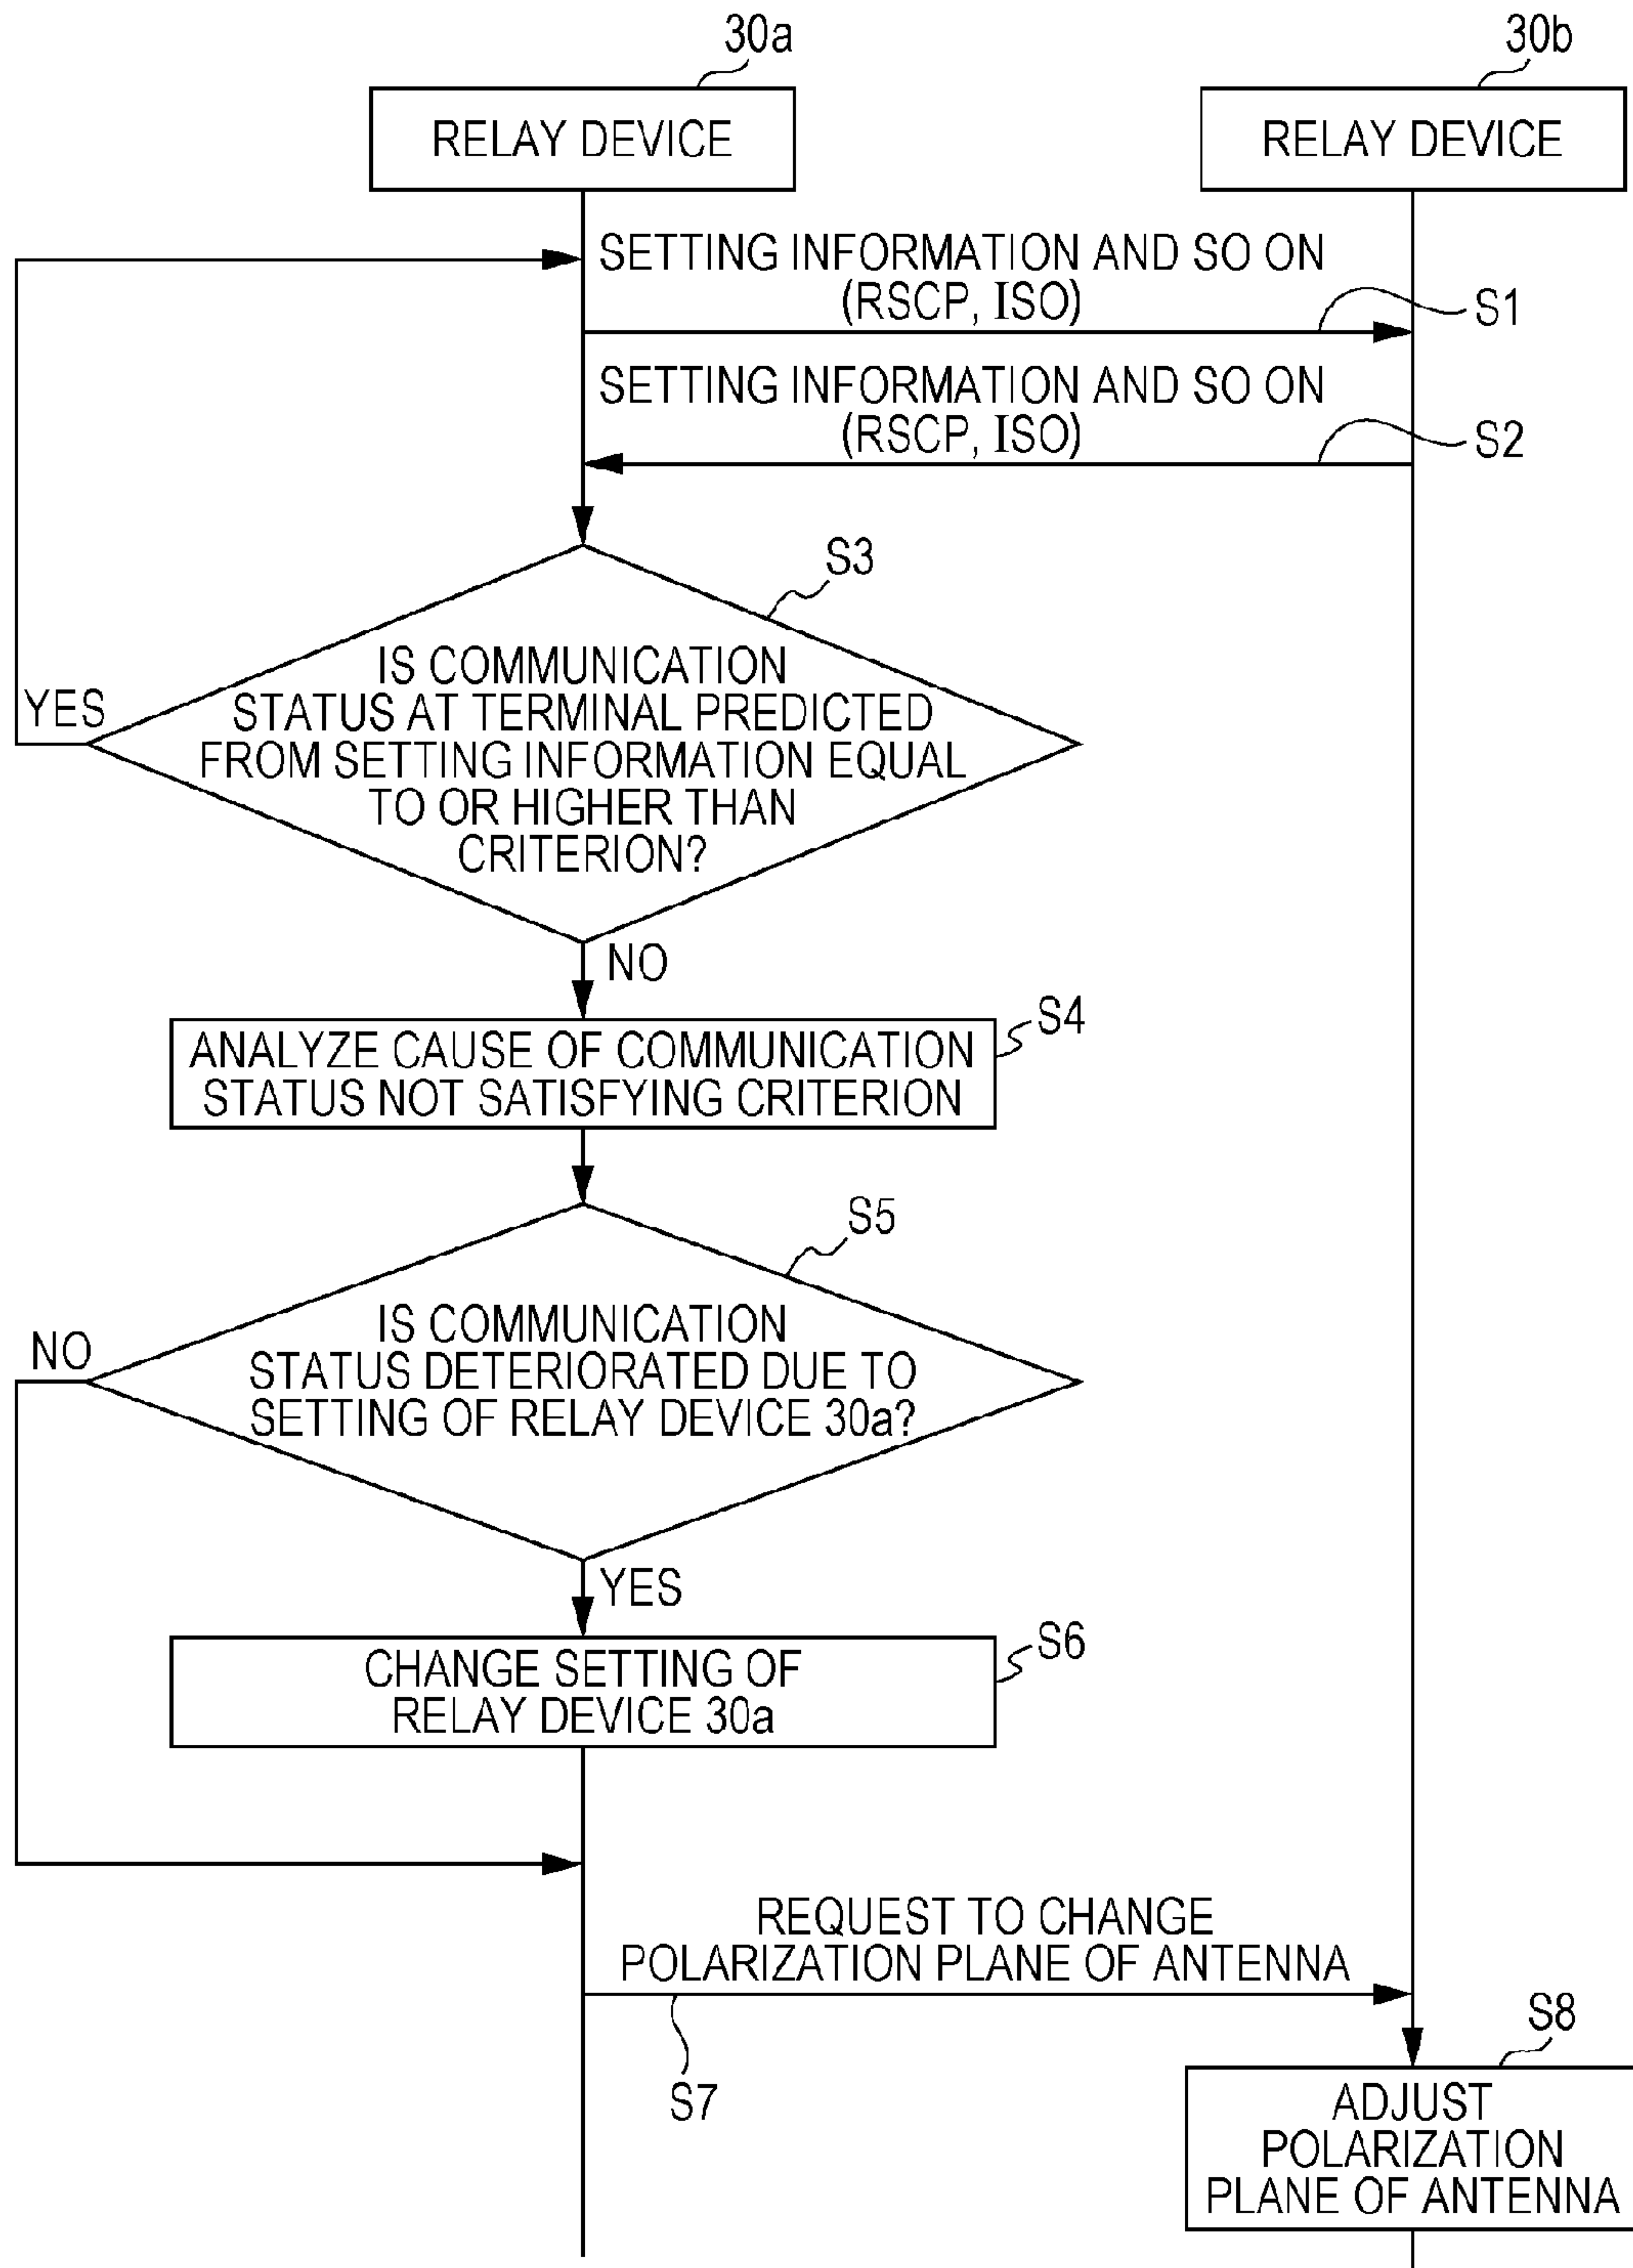 30a
30b
RELAY DEVICE
RELAY DEVICE
SETTING INFORMATION AND SO ON
(RSCP, ISO)
S1
SETTING INFORMATION AND SO ON
(RSCP, ISO)
S2
S3
IS COMMUNICATION
STATUS AT TERMINAL PREDICTED
FROM SETTING INFORMATION EQUAL
TO OR HIGHER THAN
CRITERION?
YES
NO
S4
ANALYZE CAUSE OF COMMUNICATION
STATUS NOT SATISFYING CRITERION
S5
IS COMMUNICATION
STATUS DETERIORATED DUE TO
SETTING OF RELAY DEVICE 30a?
NO
YES
S6
CHANGE SETTING OF
RELAY DEVICE 30a
REQUEST TO CHANGE
POLARIZATION PLANE OF ANTENNA
S7
S8
ADJUST
POLARIZATION
PLANE OF ANTENNA